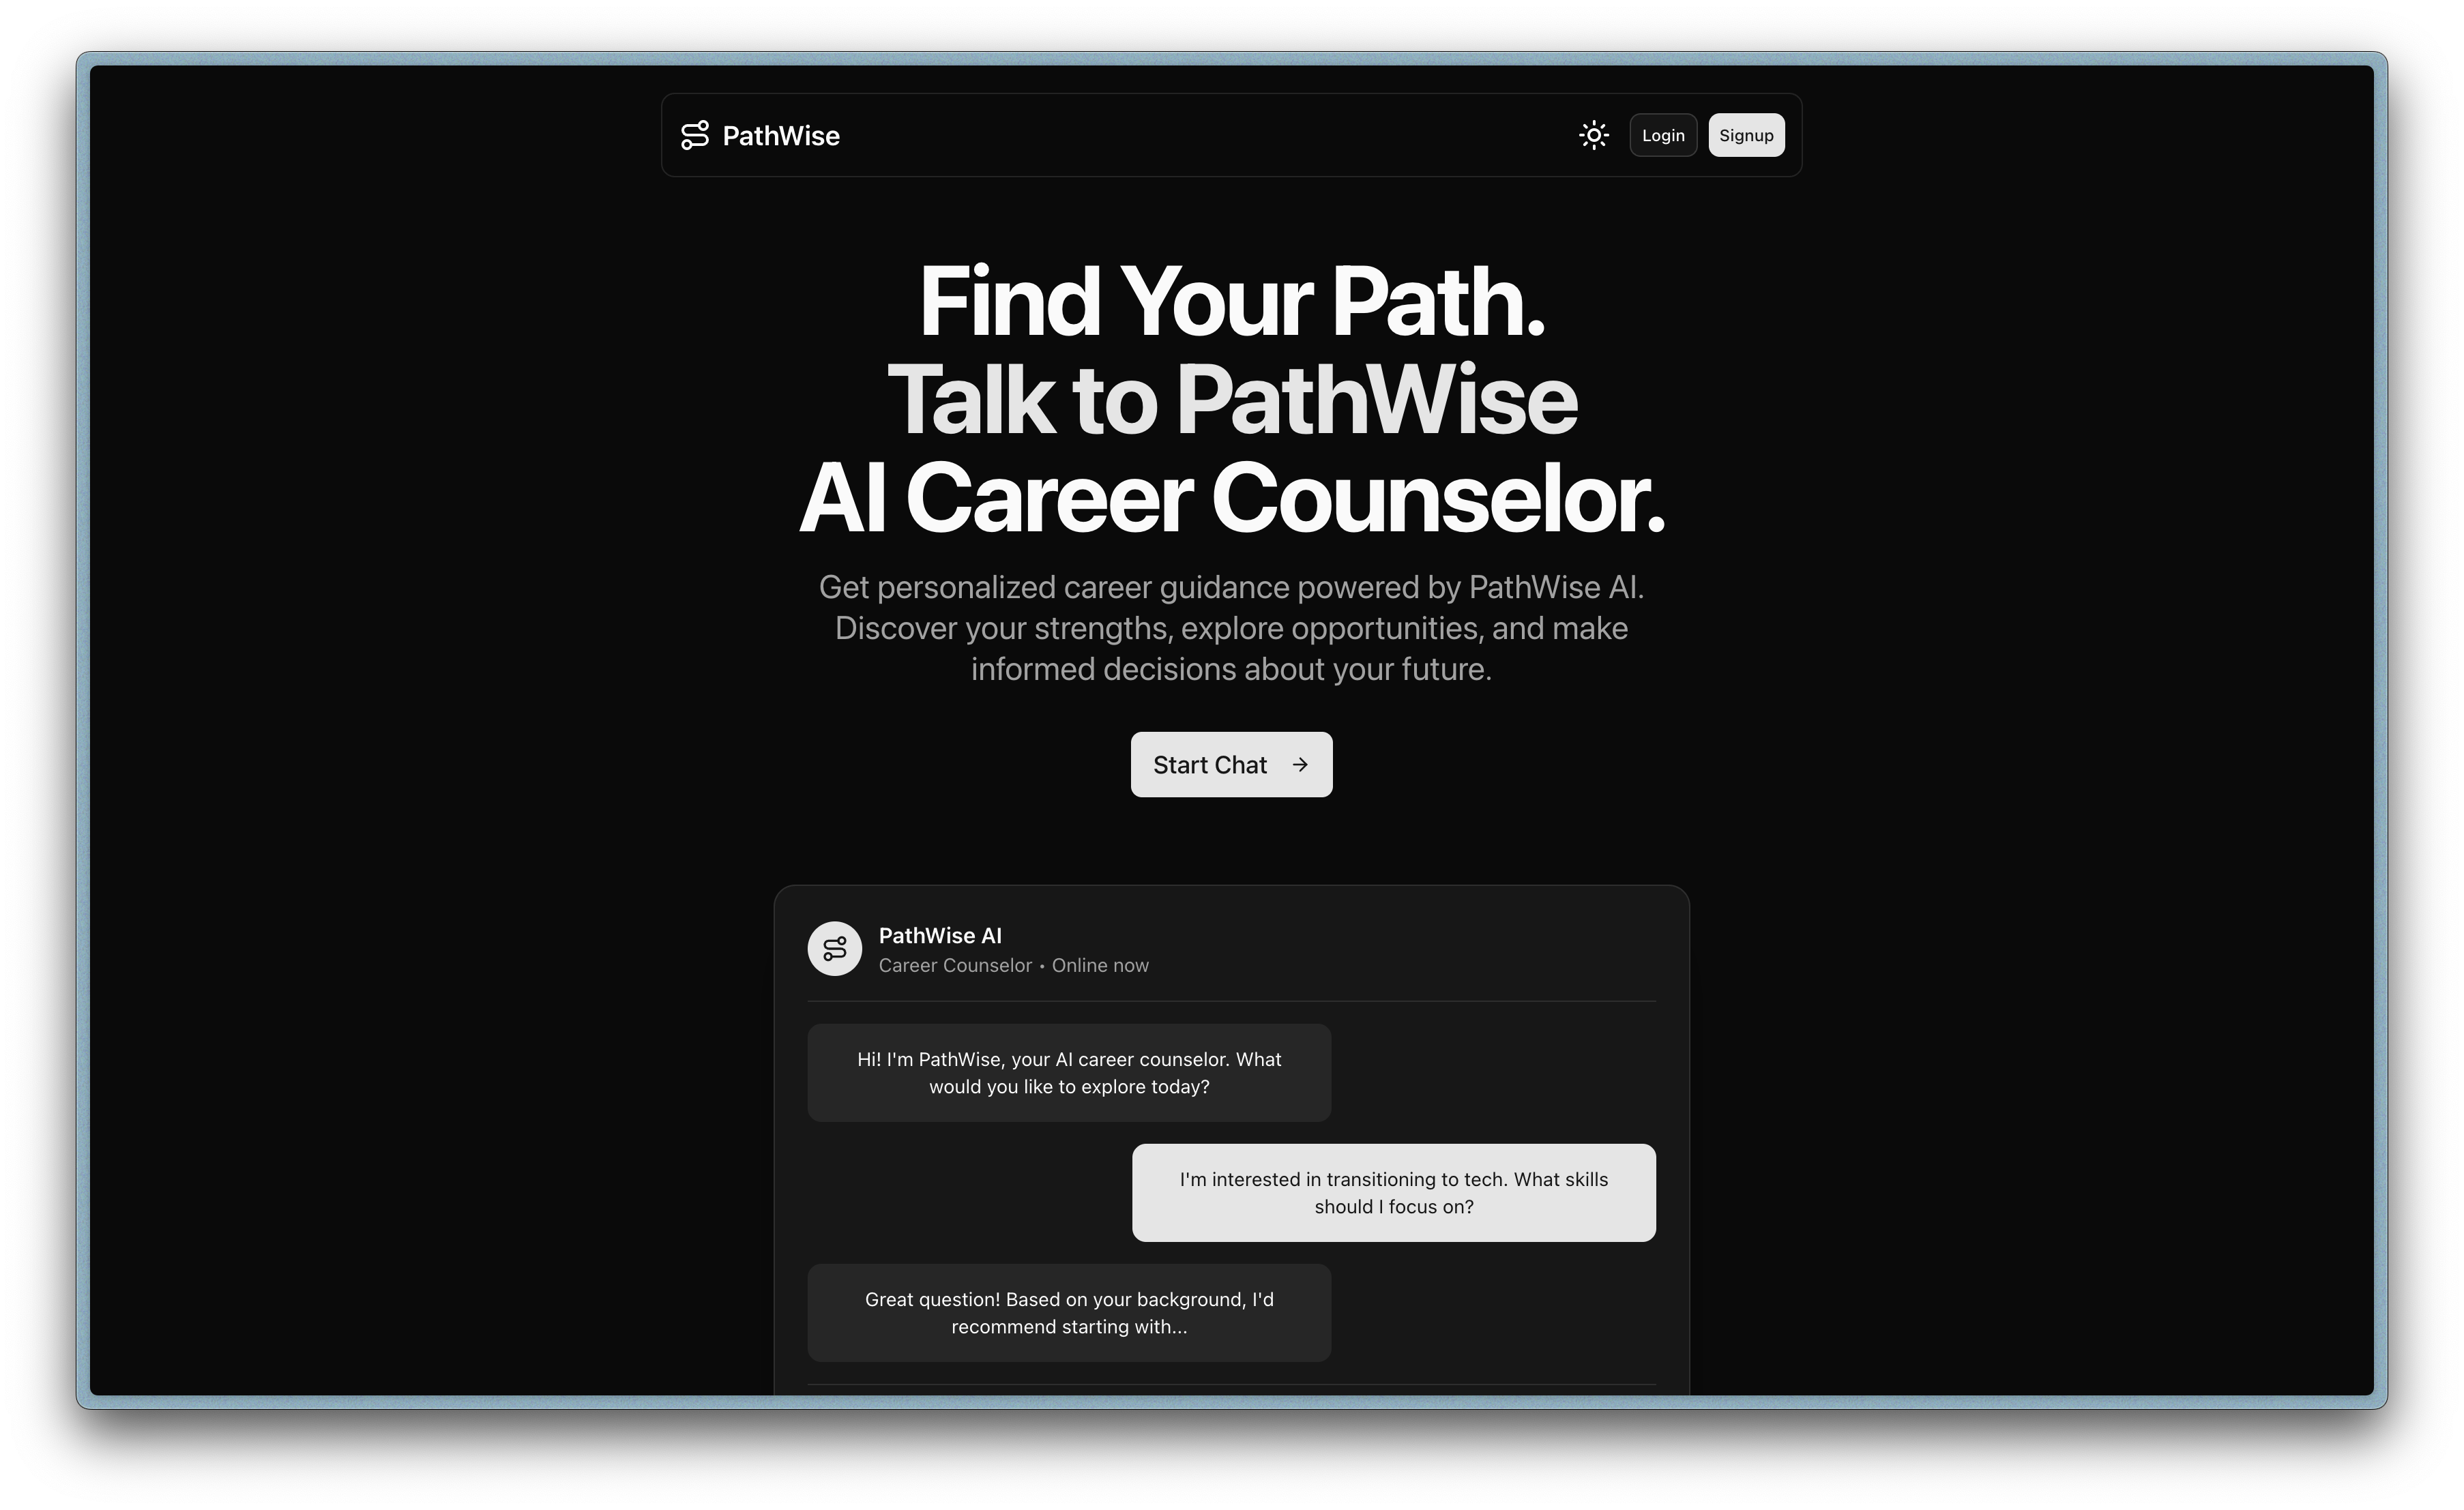 PathWise
Login
Signup
Find Your Path.
Talk to PathWise
AI Career Counselor.
Get personalized career guidance powered by PathWise AI.
Discover your strengths, explore opportunities, and make
informed decisions about your future.
Start Chat →
PathWise AI
Career Counselor • Online now
Hi! I'm PathWise, your AI career counselor. What
would you like to explore today?
I'm interested in transitioning to tech. What skills
should I focus on?
Great question! Based on your background, I'd
recommend starting with...